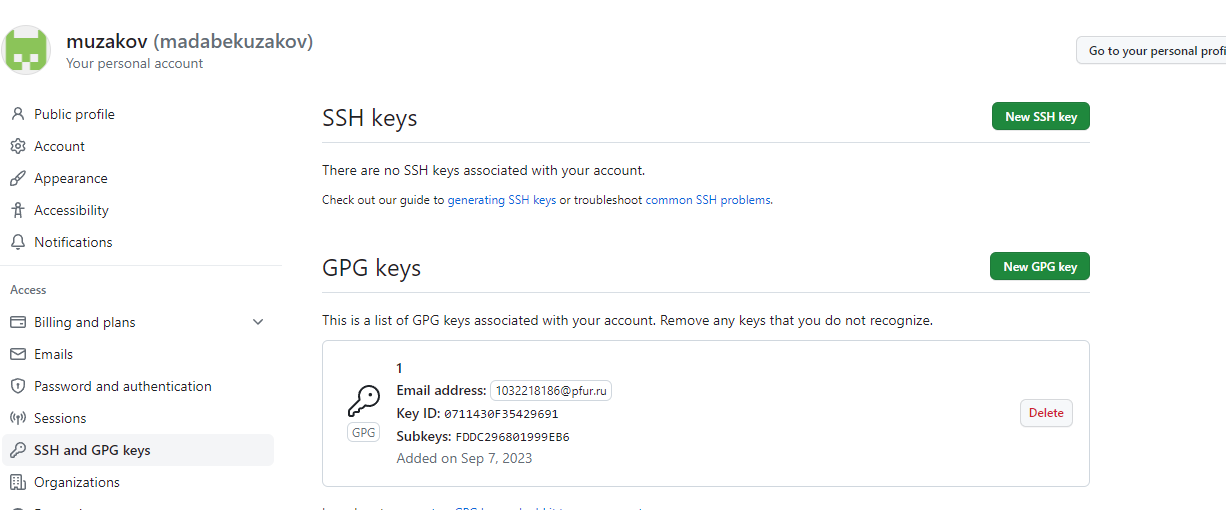 muzakov (madabekuzakov)
Your personal account
Go to your personal profi
Public profile
Account
Appearance
Accessibility
Notifications
Access
Billing and plans
Emails
Password and authentication
Sessions
SSH and GPG keys
Organizations
SSH keys
New SSH key
There are no SSH keys associated with your account.
Check out our guide to generating SSH keys or troubleshoot common SSH problems.
GPG keys
New GPG key
This is a list of GPG keys associated with your account. Remove any keys that you do not recognize.
1
Email address: 1032218186@pfur.ru
Key ID: 0711430F35429691
GPG
Subkeys: FDDC296801999EB6
Added on Sep 7, 2023
Delete